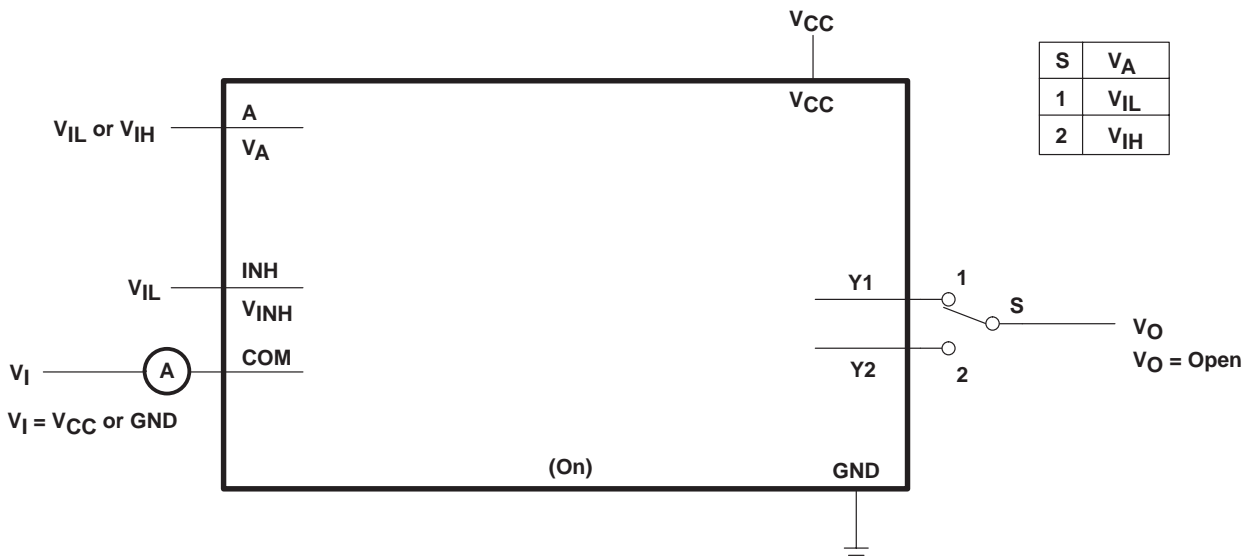 VCC
VCC
S VA
1 VIL
2 VIH
A
VIL or VIH
VA
INH
VIL
VINH
COM
VI
A
VI = VCC or GND
Y1
1
S
VO
VO = Open
Y2
2
(On)
GND